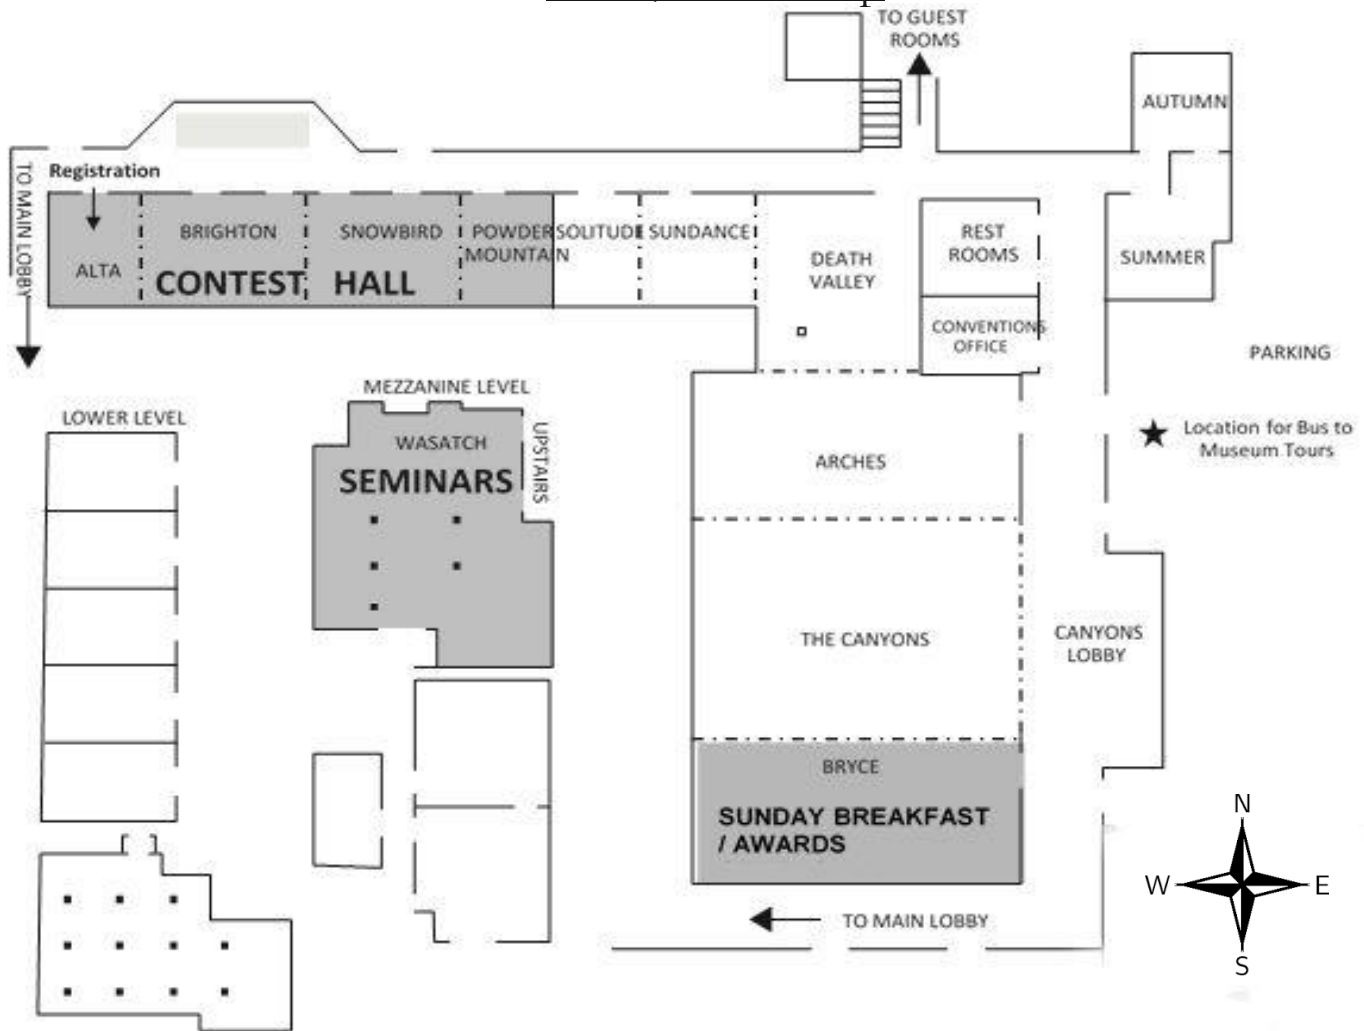 TO GUEST
ROOMS
AUTUMN
TO MAIN LOBBY
Registration
BRIGHTON
SNOWBIRD
POWDER
MOUNTAIN
SOLITUDE
SUNDANCE
ALTA
CONTEST HALL
DEATH
VALLEY
REST
ROOMS
SUMMER
CONVENTIONS
OFFICE
PARKING
MEZZANINE LEVEL
LOWER LEVEL
WASATCH
SEMINARS
UPSTAIRS
ARCHES
Location for Bus to
Museum Tours
THE CANYONS
CANYONS
LOBBY
BRYCE
SUNDAY BREAKFAST
/ AWARDS
TO MAIN LOBBY
N
W
E
S